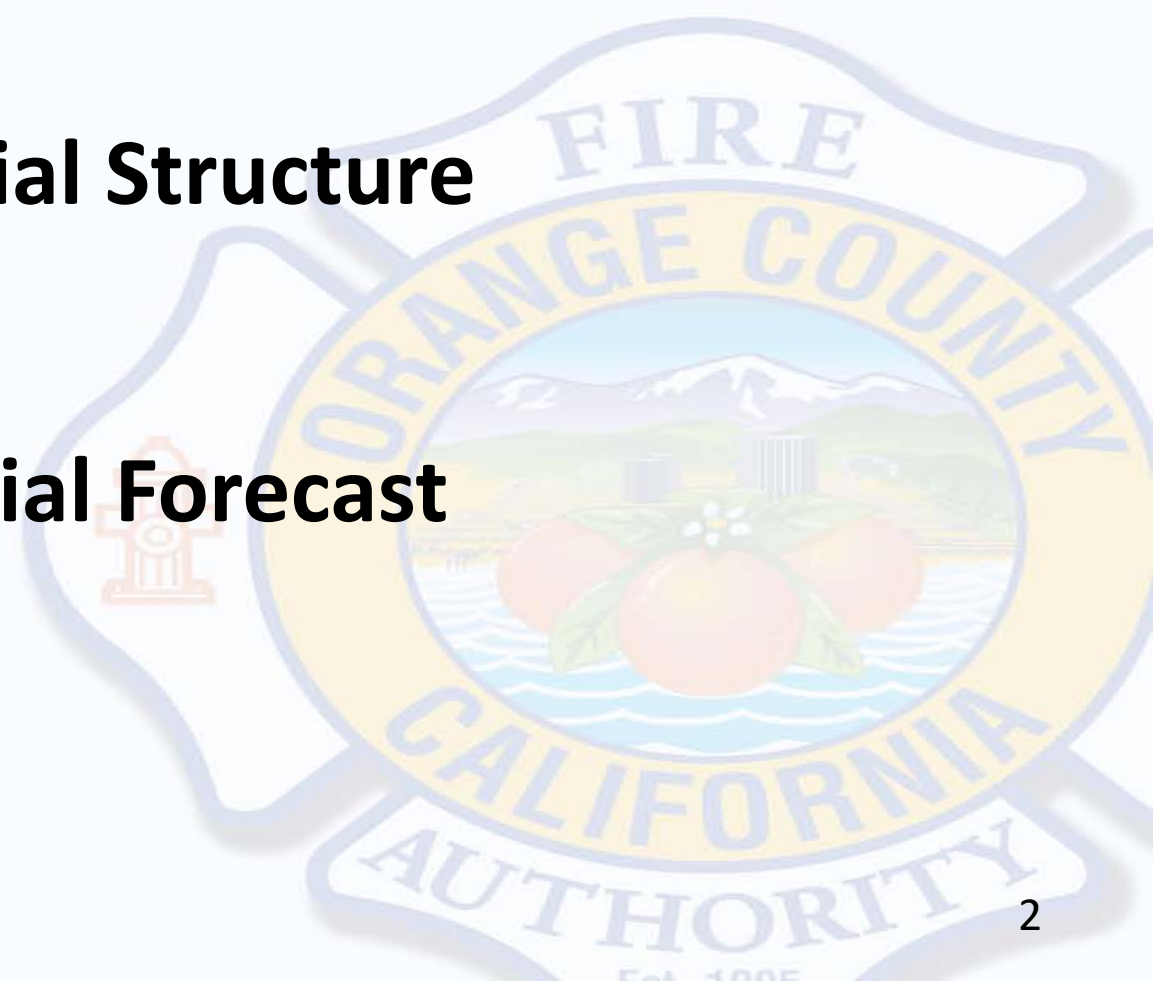 ial Structure
ial Forecast
FIRE
ORANGE COUNTY
CALIFORNIA
AUTHORITY
2